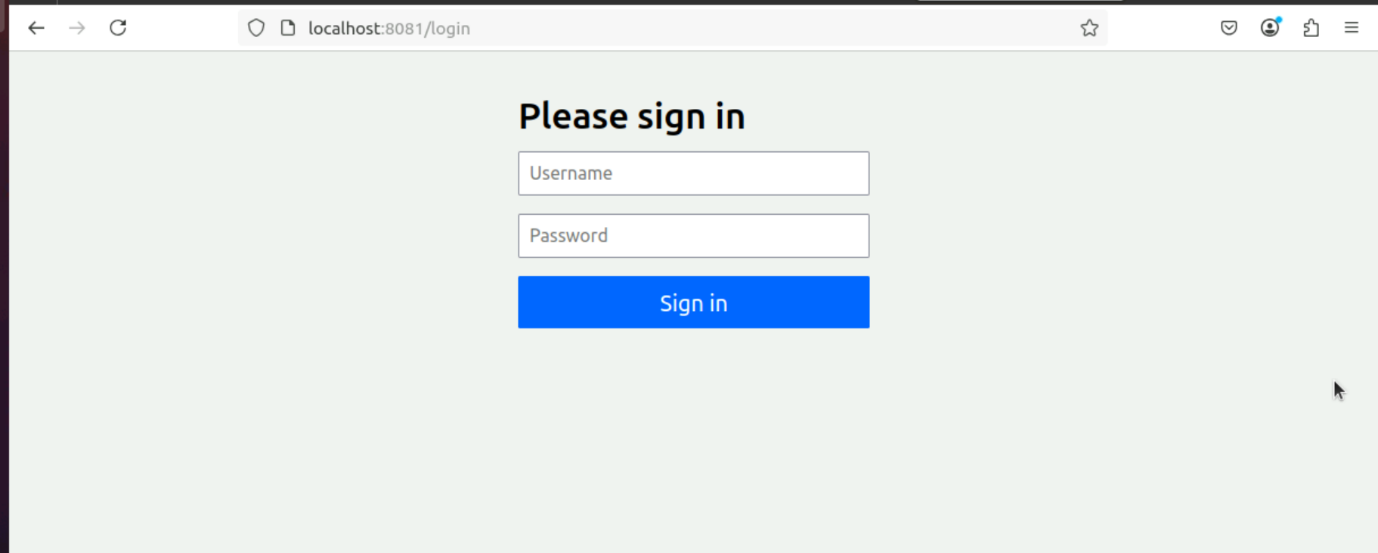 localhost:8081/login
Please sign in
Username
Password
Sign in